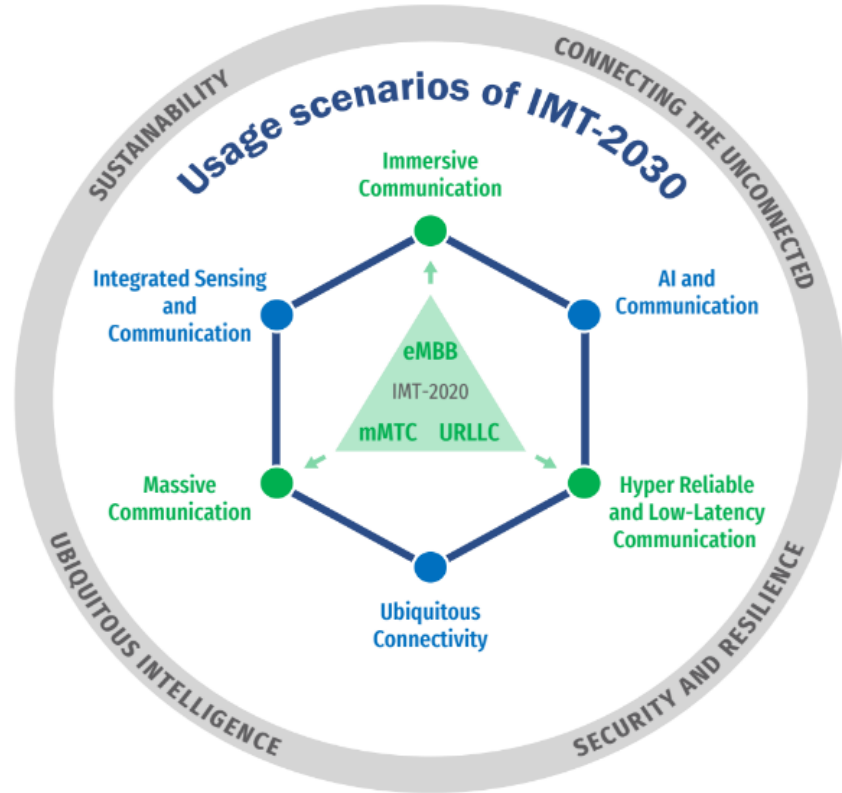 SUSTAINABILITY
CONNECTING THE UNCONNECTED
Usage scenarios of IMT-2030
Immersive
Communication
Integrated Sensing
and
Communication
AI and
Communication
eMBB
IMT-2020
mMTC URLLC
Massive
Communication
Hyper Reliable
and Low-Latency
Communication
Ubiquitous
Connectivity
UBIQUITOUS INTELLIGENCE
SECURITY AND RESILIENCE